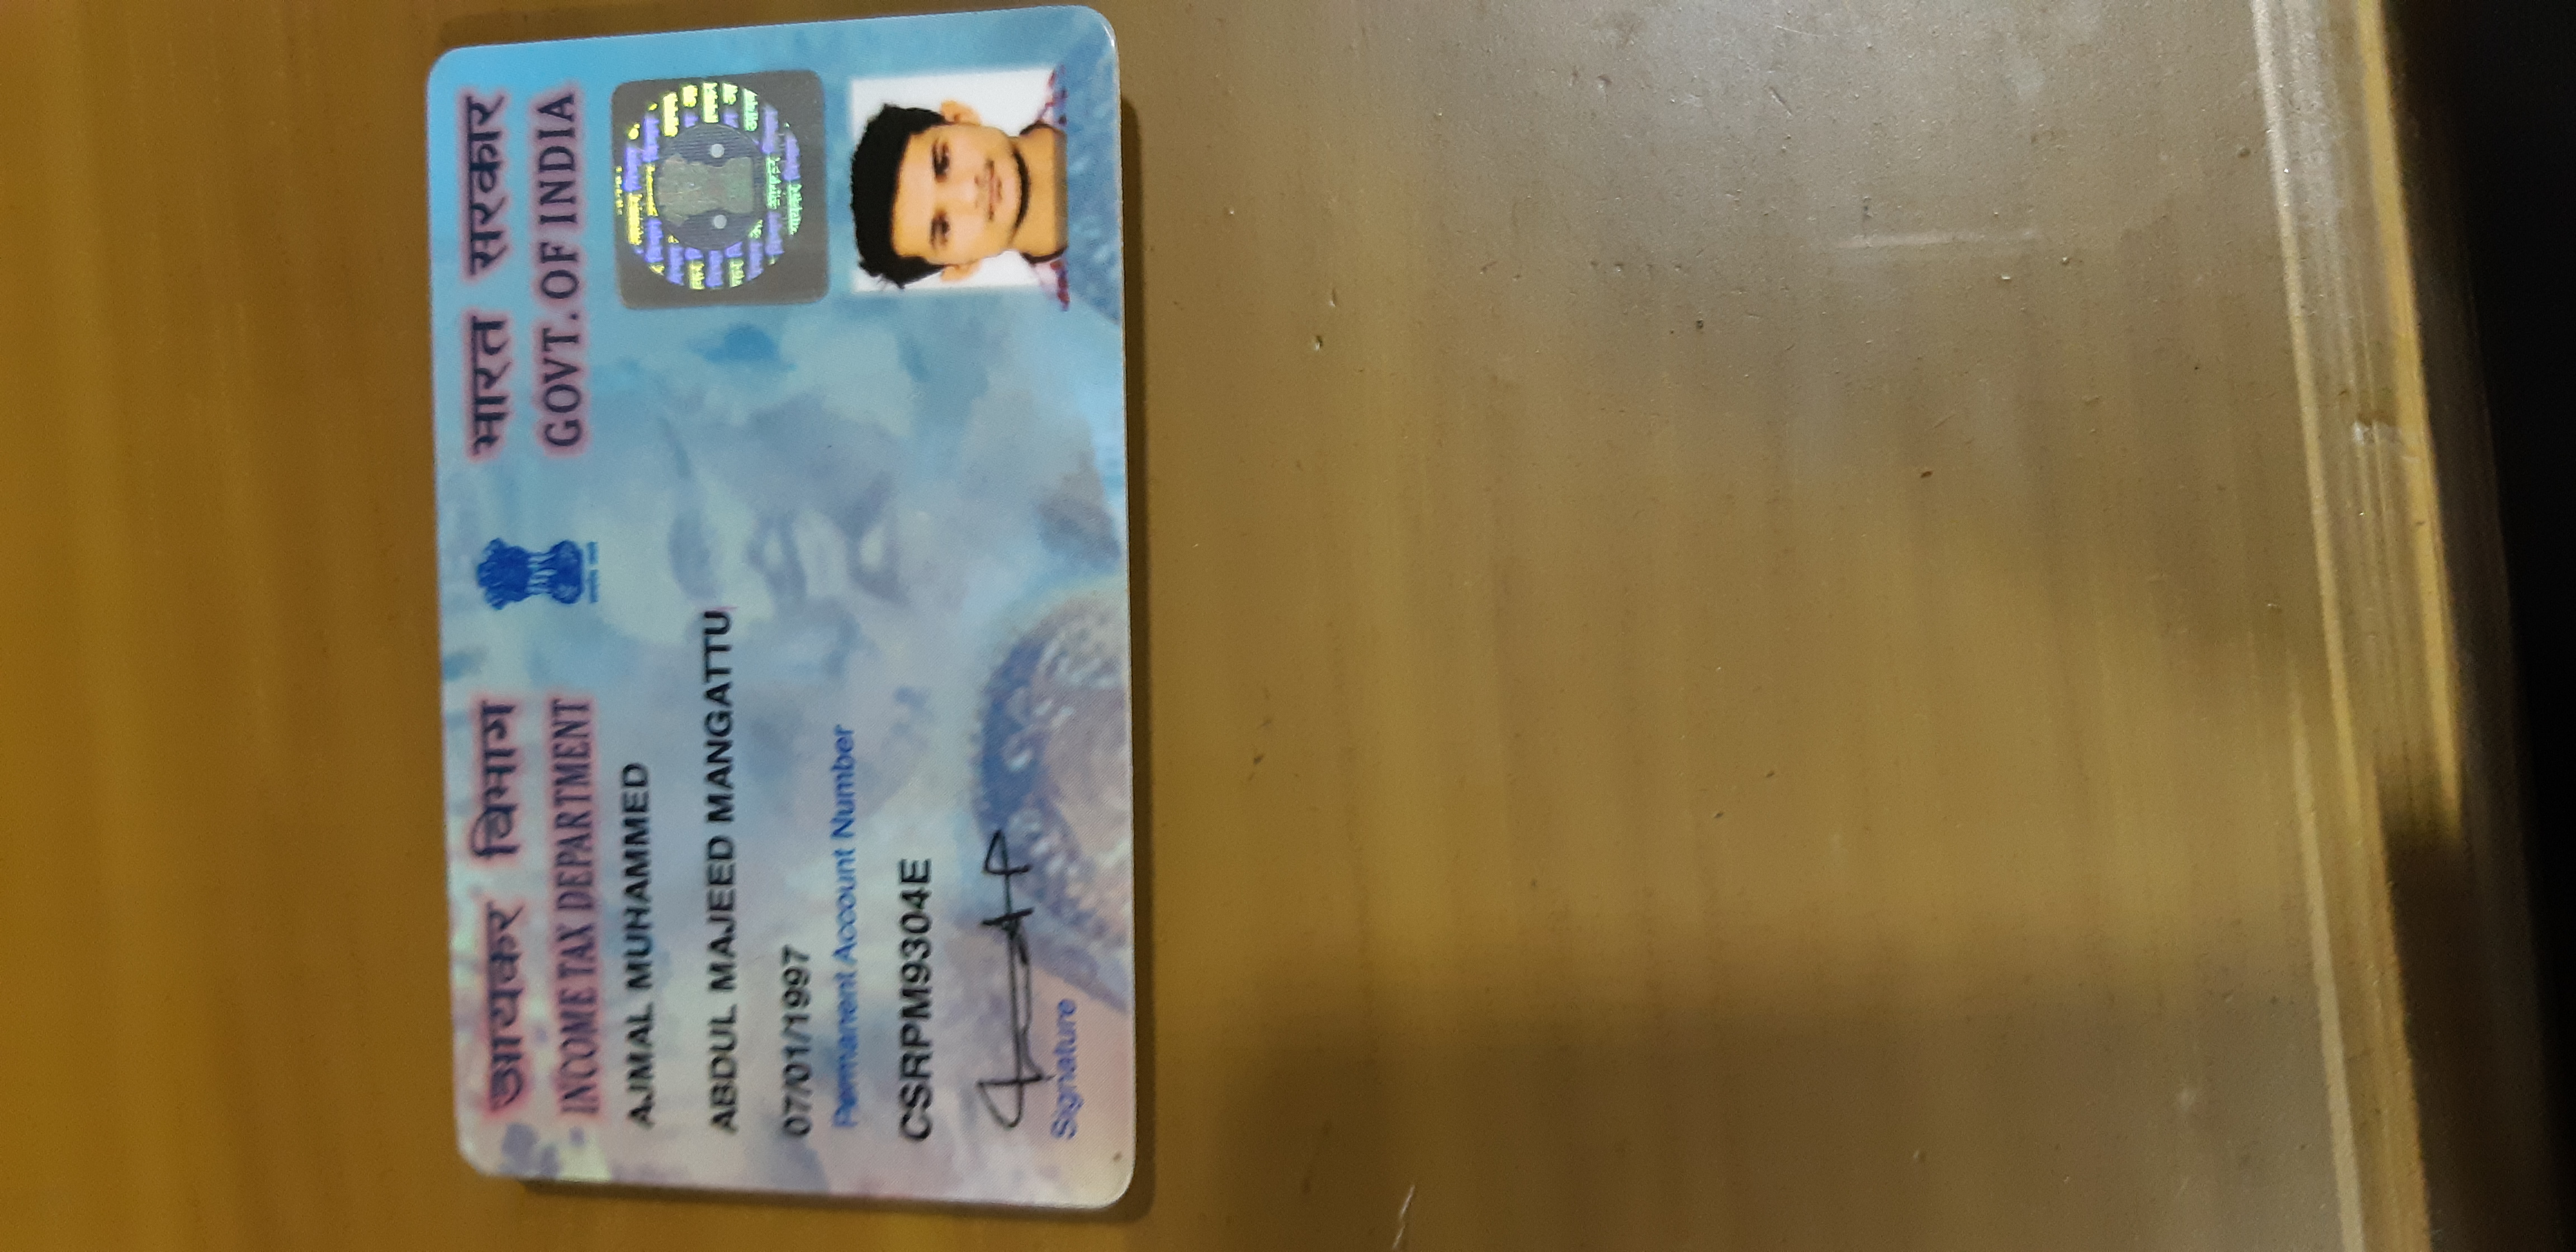 आयकर विभाग
INCOME TAX DEPARTMENT
भारत सरकार
GOVT. OF INDIA
AJMAL MUHAMMED
ABDUL MAJEED MANGATTU
07/01/1997
Permanent Account Number
CSRPM9304E
Signature